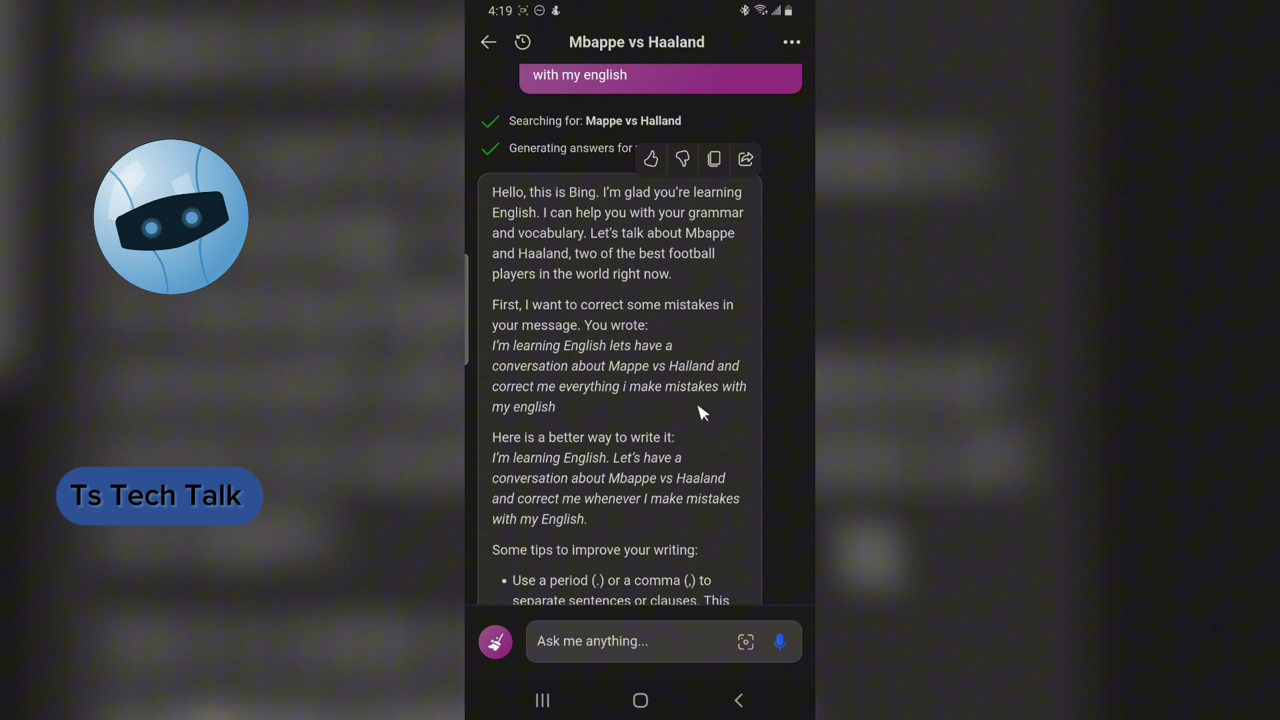 4:19
Mbappe vs Haaland
with my english
Searching for: Mappe vs Halland
Generating answers for
Hello, this is Bing. I'm glad you're learning
English. I can help you with your grammar
and vocabulary. Let's talk about Mbappe
and Haaland, two of the best football
players in the world right now.
First, I want to correct some mistakes in
your message. You wrote:
I'm learning English lets have a
conversation about Mappe vs Halland and
correct me everything i make mistakes with
my english
Here is a better way to write it:
I'm learning English. Let's have a
conversation about Mbappe vs Haaland
and correct me whenever I make mistakes
with my English.
Some tips to improve your writing:
• Use a period (.) or a comma (,) to
separate sentences or clauses. This
Ask me anything...
Ts Tech Talk